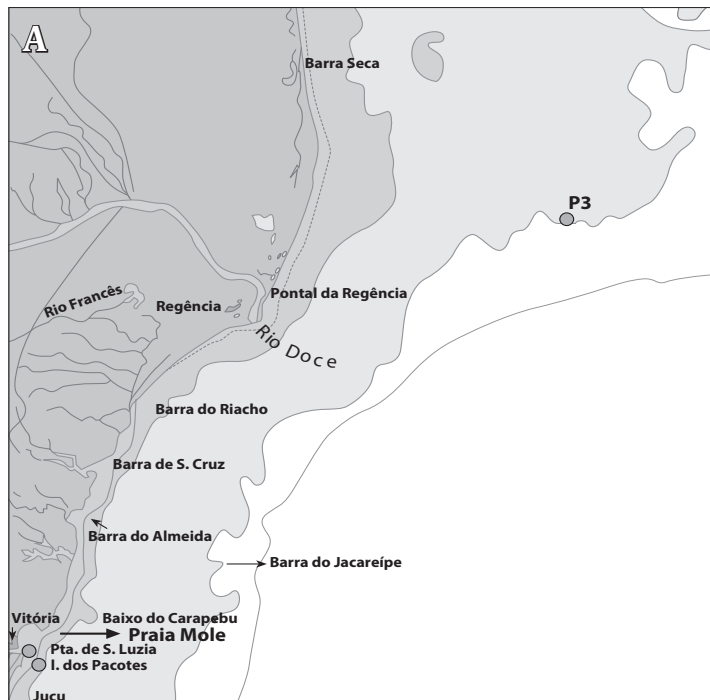 A
Barra Seca
P3
Pontal da Regência
Rio Francês
Regência
Rio Doce
Barra do Riacho
Barra de S. Cruz
Barra do Almeida
Barra do Jacareípe
Vitória
Baixo do Carapebu
Praia Mole
Pta. de S. Luzia
I. dos Pacotes
Jucu